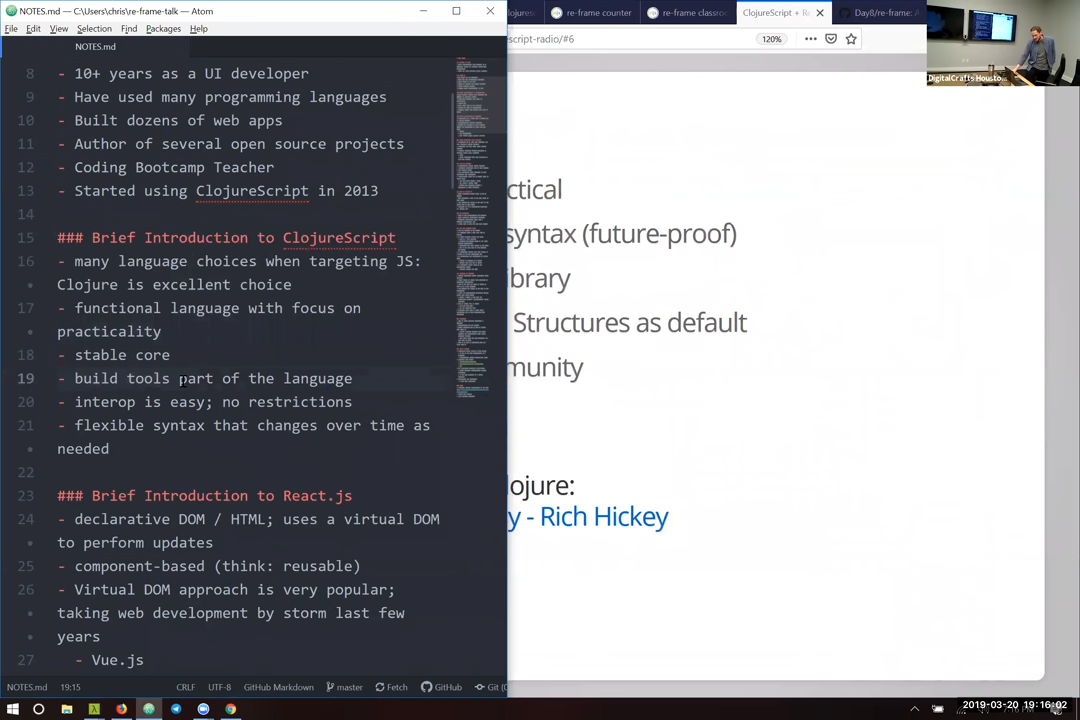 NOTES.md — C:\Users\chris\re-frame-talk — Atom
File Edit View Selection Find Packages Help
NOTES.md
8 - 10+ years as a UI developer
9 - Have used many programming languages
10 - Built dozens of web apps
11 - Author of several open source projects
12 - Coding Bootcamp Teacher
13 - Started using ClojureScript in 2013
14
15 ### Brief Introduction to ClojureScript
16 - many language choices when targeting JS:
• Clojure is excellent choice
17 - functional language with focus on
• practicality
18 - stable core
19 - build tools part of the language
20 - interop is easy; no restrictions
21 - flexible syntax that changes over time as
• needed
22
23 ### Brief Introduction to React.js
24 - declarative DOM / HTML; uses a virtual DOM
• to perform updates
25 - component-based (think: reusable)
26 - Virtual DOM approach is very popular;
• taking web development by storm last few
• years
27 - Vue.js
NOTES.md 19:15 CRLF UTF-8 GitHub Markdown master Fetch GitHub Git (0
re-frame counter
re-frame classroo
ClojureScript + R
Day8/re-frame: A
script-radio/#6
120%
ctical
syntax (future-proof)
ibrary
Structures as default
munity
lojure:
y - Rich Hickey
DigitalCrafts Housto...
2019-03-20 19:16:02